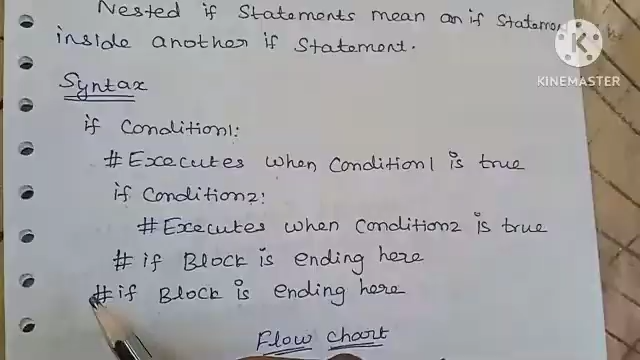 Nested if Statements mean an if Statement
inside another if Statement.
KINEMASTER
Syntax
if Condition1:
#Executes when Condition1 is true
if Condition2:
#Executes when Condition2 is true
# if Block is ending here
#if Block is ending here
Flow chart